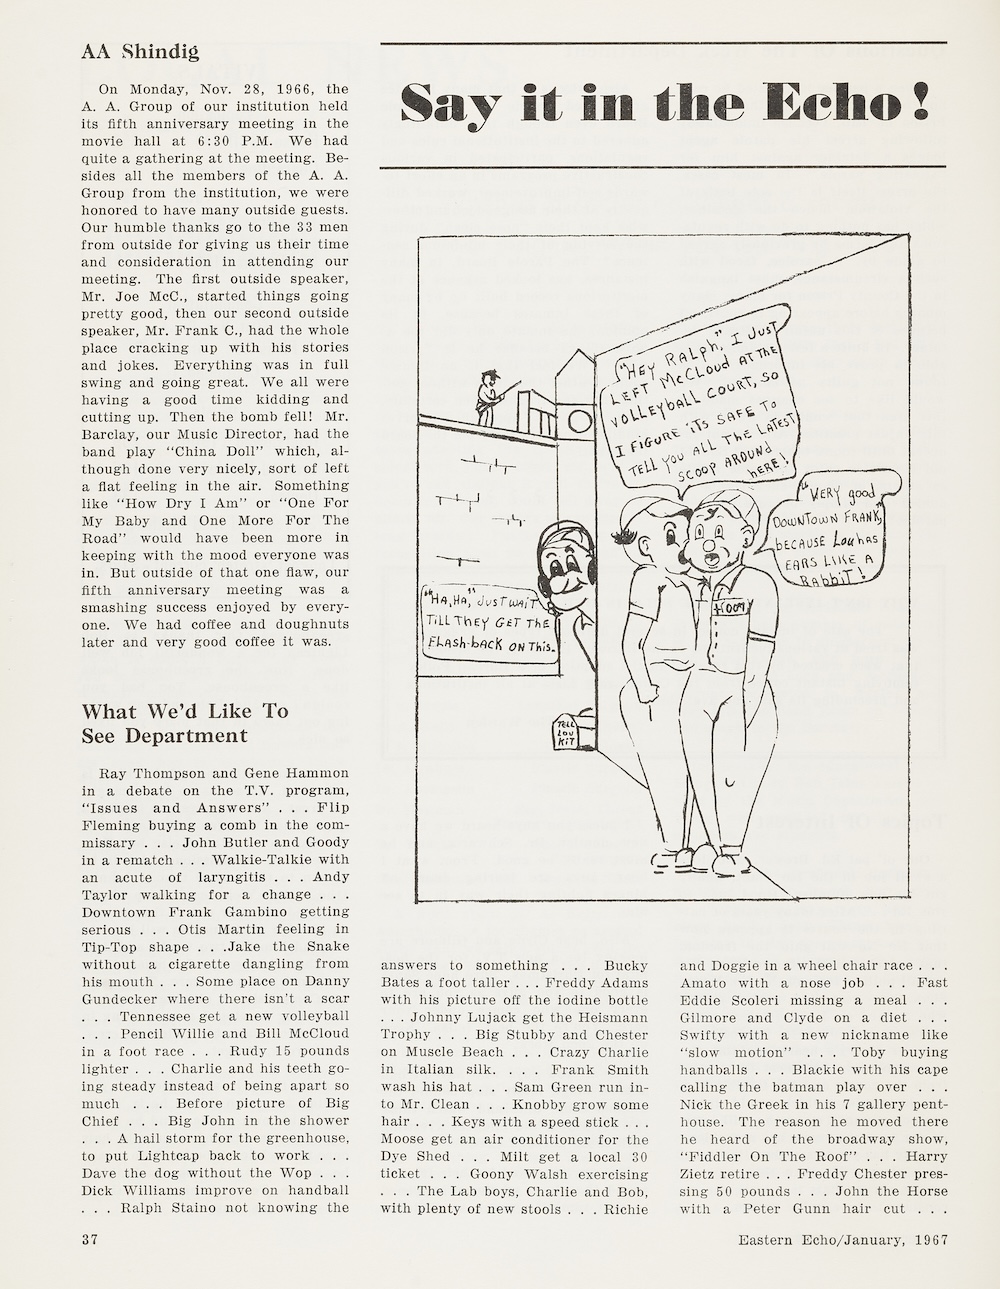 AA Shindig
On Monday, Nov. 28, 1966, the
A. A. Group of our institution held
its fifth anniversary meeting in the
movie hall at 6:30 P.M. We had
quite a gathering at the meeting. Be-
sides all the members of the A. A.
Group from the institution, we were
honored to have many outside guests.
Our humble thanks go to the 33 men
from outside for giving us their time
and consideration in attending our
meeting. The first outside speaker,
Mr. Joe McC., started things going
pretty good, then our second outside
speaker, Mr. Frank C., had the whole
place cracking up with his stories
and jokes. Everything was in full
swing and going great. We all were
having a good time kidding and
cutting up. Then the bomb fell! Mr.
Barclay, our Music Director, had the
band play “China Doll” which, al-
though done very nicely, sort of left
a flat feeling in the air. Something
like “How Dry I Am” or “One For
My Baby and One More For The
Road” would have been more in
keeping with the mood everyone was
in. But outside of that one flaw, our
fifth anniversary meeting was a
smashing success enjoyed by every-
one. We had coffee and doughnuts
later and very good coffee it was.
What We’d Like To
See Department
Ray Thompson and Gene Hammon
in a debate on the T.V. program,
“Issues and Answers” . . . Flip
Fleming buying a comb in the com-
missary . . . John Butler and Goody
in a rematch . . . Walkie-Talkie with
an acute of laryngitis . . . Andy
Taylor walking for a change . . .
Downtown Frank Gambino getting
serious . . . Otis Martin feeling in
Tip-Top shape . . .Jake the Snake
without a cigarette dangling from
his mouth . . . Some place on Danny
Gundecker where there isn’t a scar
. . . Tennessee get a new volleyball
. . . Pencil Willie and Bill McCloud
in a foot race . . . Rudy 15 pounds
lighter . . . Charlie and his teeth go-
ing steady instead of being apart so
much . . . Before picture of Big
Chief . . . Big John in the shower
. . . A hail storm for the greenhouse,
to put Lightcap back to work . . .
Dave the dog without the Wop . . .
Dick Williams improve on handball
. . . Ralph Staino not knowing the
Say it in the Echo!
“HEY RALPh,” I JusT
LEFT McCLoud AT The
VOLLEYbALL COURT, SO
I FIGURE ITs SAFE To
TELL You ALL The LATEST
SCOOP AROUNd
hERE!
“VERY good
DOWNTOWN FRANK,”
bECAUSE Lou has
EARS LIKE A
RAbbiT!
“HA, HA,” JusT WAiT
TiLL ThEY GET ThE
FLASh-bACK ON This.
TELL
LOU
KiT
answers to something . . . Bucky
Bates a foot taller . . . Freddy Adams
with his picture off the iodine bottle
. . . Johnny Lujack get the Heismann
Trophy . . . Big Stubby and Chester
on Muscle Beach . . . Crazy Charlie
in Italian silk. . . . Frank Smith
wash his hat . . . Sam Green run in-
to Mr. Clean . . . Knobby grow some
hair . . . Keys with a speed stick . . .
Moose get an air conditioner for the
Dye Shed . . . Milt get a local 30
ticket . . . Goony Walsh exercising
. . . The Lab boys, Charlie and Bob,
with plenty of new stools . . . Richie
and Doggie in a wheel chair race . . .
Amato with a nose job . . . Fast
Eddie Scoleri missing a meal . . .
Gilmore and Clyde on a diet . . .
Swifty with a new nickname like
“slow motion” . . . Toby buying
handballs . . . Blackie with his cape
calling the batman play over . . .
Nick the Greek in his 7 gallery pent-
house. The reason he moved there
he heard of the broadway show,
“Fiddler On The Roof” . . . Harry
Zietz retire . . . Freddy Chester pres-
sing 50 pounds . . . John the Horse
with a Peter Gunn hair cut . . .
37
Eastern Echo/January, 1967